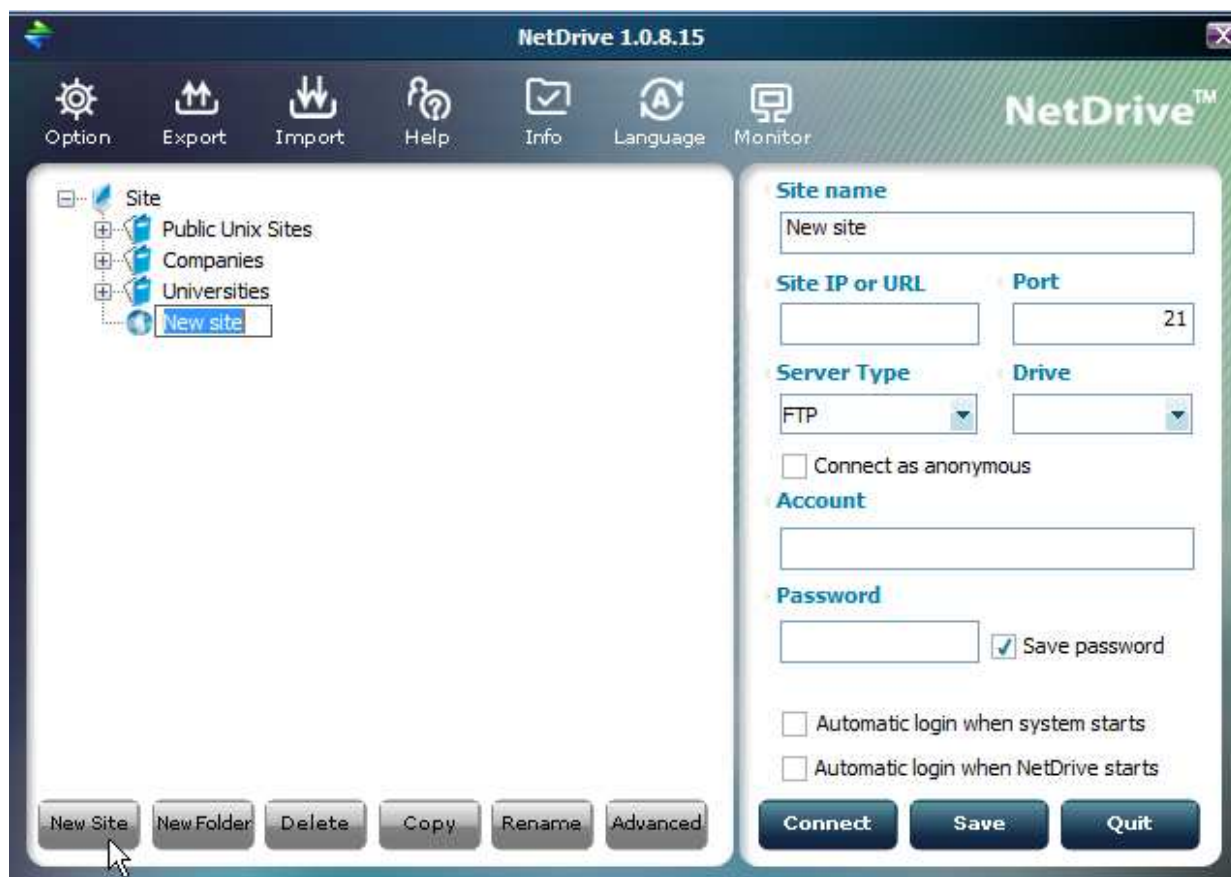 NetDrive 1.0.8.15
Option Export Import Help Info Language Monitor
NetDrive™
Site
Public Unix Sites
Companies
Universities
New site
New Site New Folder Delete Copy Rename Advanced
Site name
New site
Site IP or URL Port
21
Server Type Drive
FTP
Connect as anonymous
Account
Password
Save password
Automatic login when system starts
Automatic login when NetDrive starts
Connect Save Quit